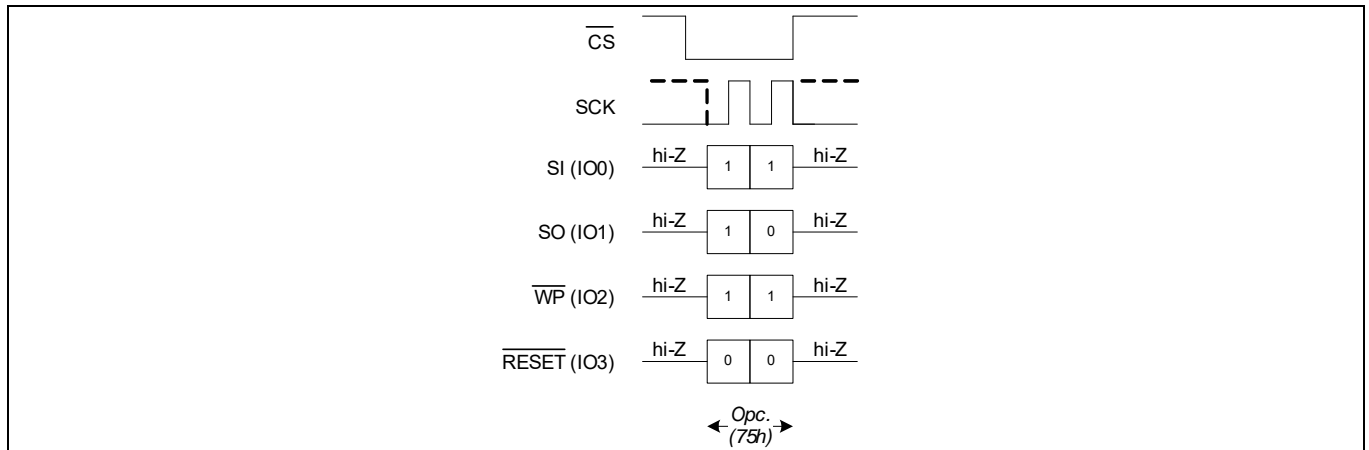 CS
SCK
SI (IO0) hi-Z 1 1 hi-Z
SO (IO1) hi-Z 1 0 hi-Z
WP (IO2) hi-Z 1 1 hi-Z
RESET (IO3) hi-Z 0 0 hi-Z
Opc.
(75h)